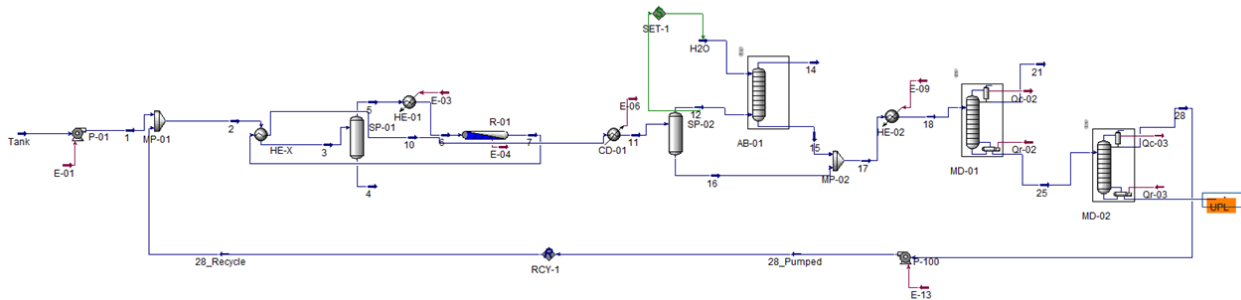 SET-1
H2O
14
21
E-03
E-06
12
E-09
Qc-02
28
5
HE-01
SP-02
P-01
SP-01
R-01
HE-02
18
Qc-03
Tank
1
MP-01
2
10
6
7
11
AB-01
15
HE-X
3
E-04
CD-01
MP-02
17
MD-01
Qr-02
E-01
4
16
25
Qr-03
MD-02
UPL
28_Recycle
RCY-1
28_Pumped
P-100
E-13